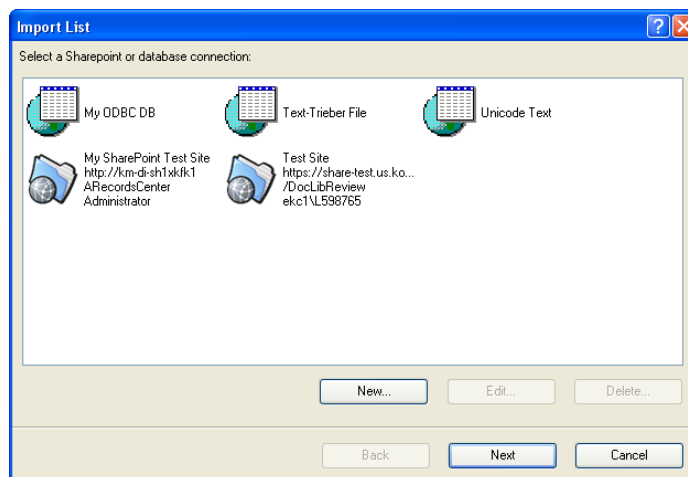 Import List
Select a Sharepoint or database connection:
My ODBC DB
Text-Trieber File
Unicode Text
My SharePoint Test Site
http://km-di-sh1xkfk1
ARecordsCenter
Administrator
Test Site
https://share-test.us.ko...
/DocLibReview
ekc1\L598765
New...
Edit...
Delete...
Back
Next
Cancel